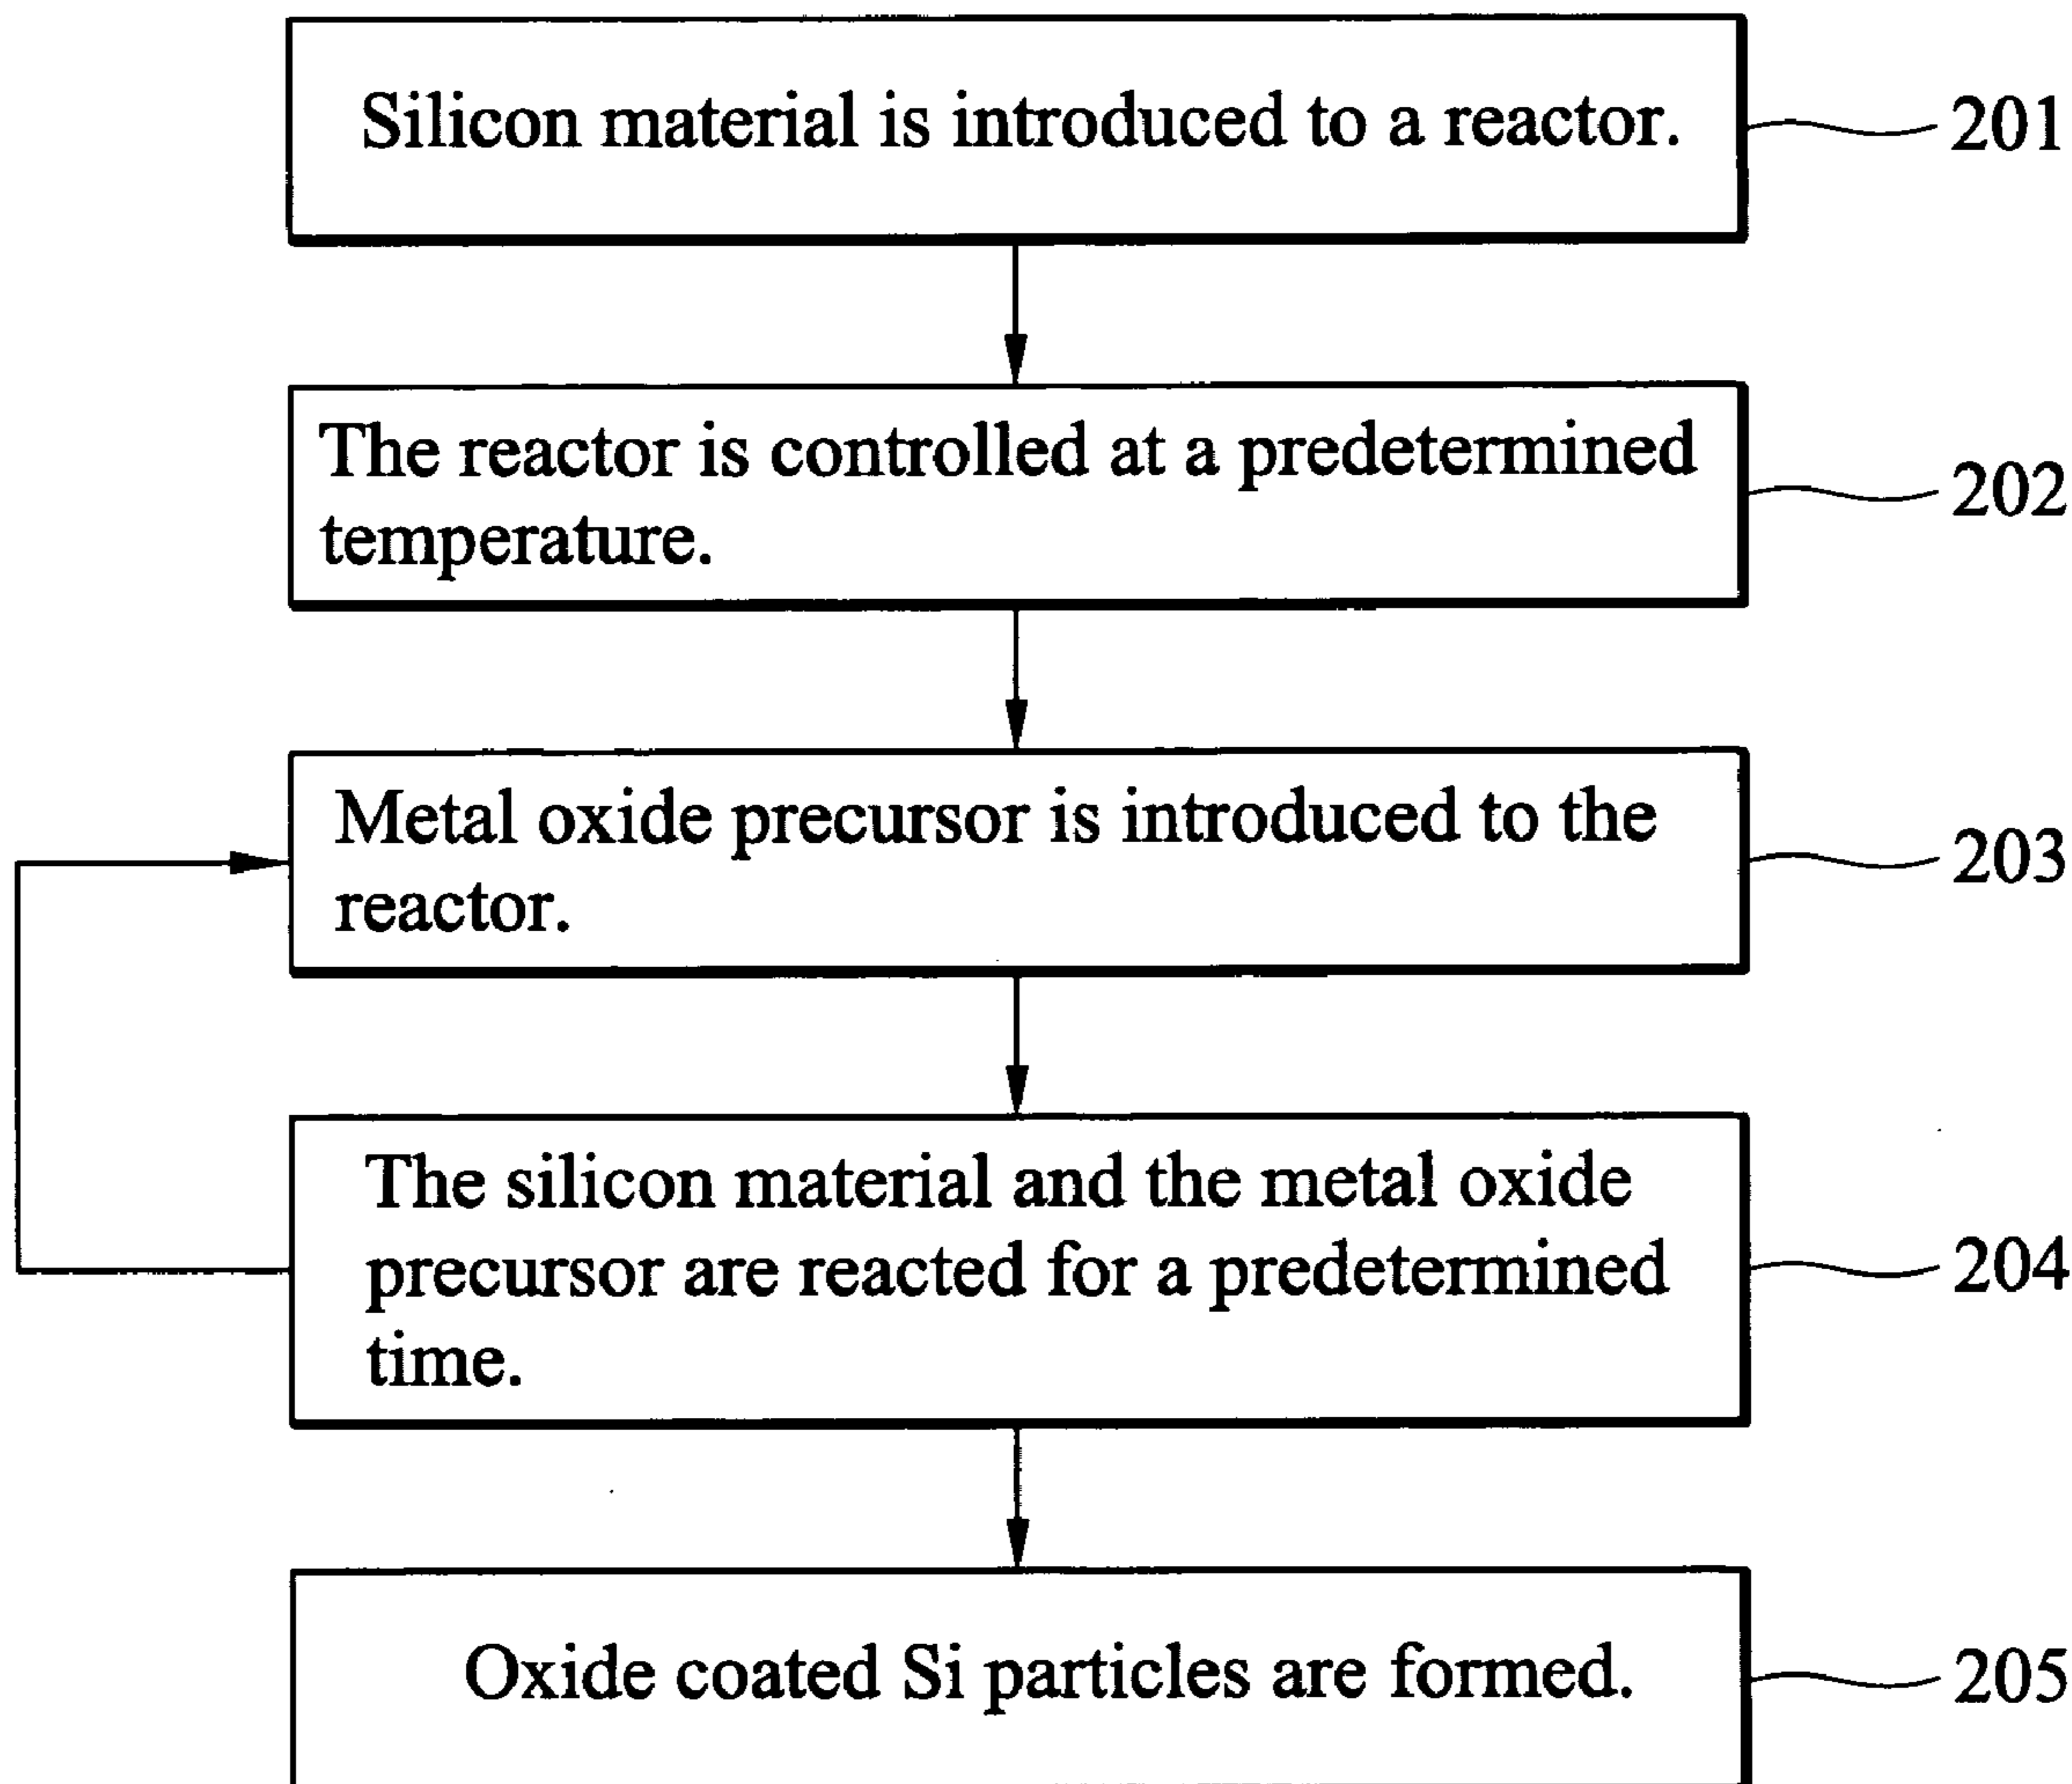 Silicon material is introduced to a reactor.
201
The reactor is controlled at a predetermined
temperature.
202
Metal oxide precursor is introduced to the
reactor.
203
The silicon material and the metal oxide
precursor are reacted for a predetermined
time.
204
Oxide coated Si particles are formed.
205